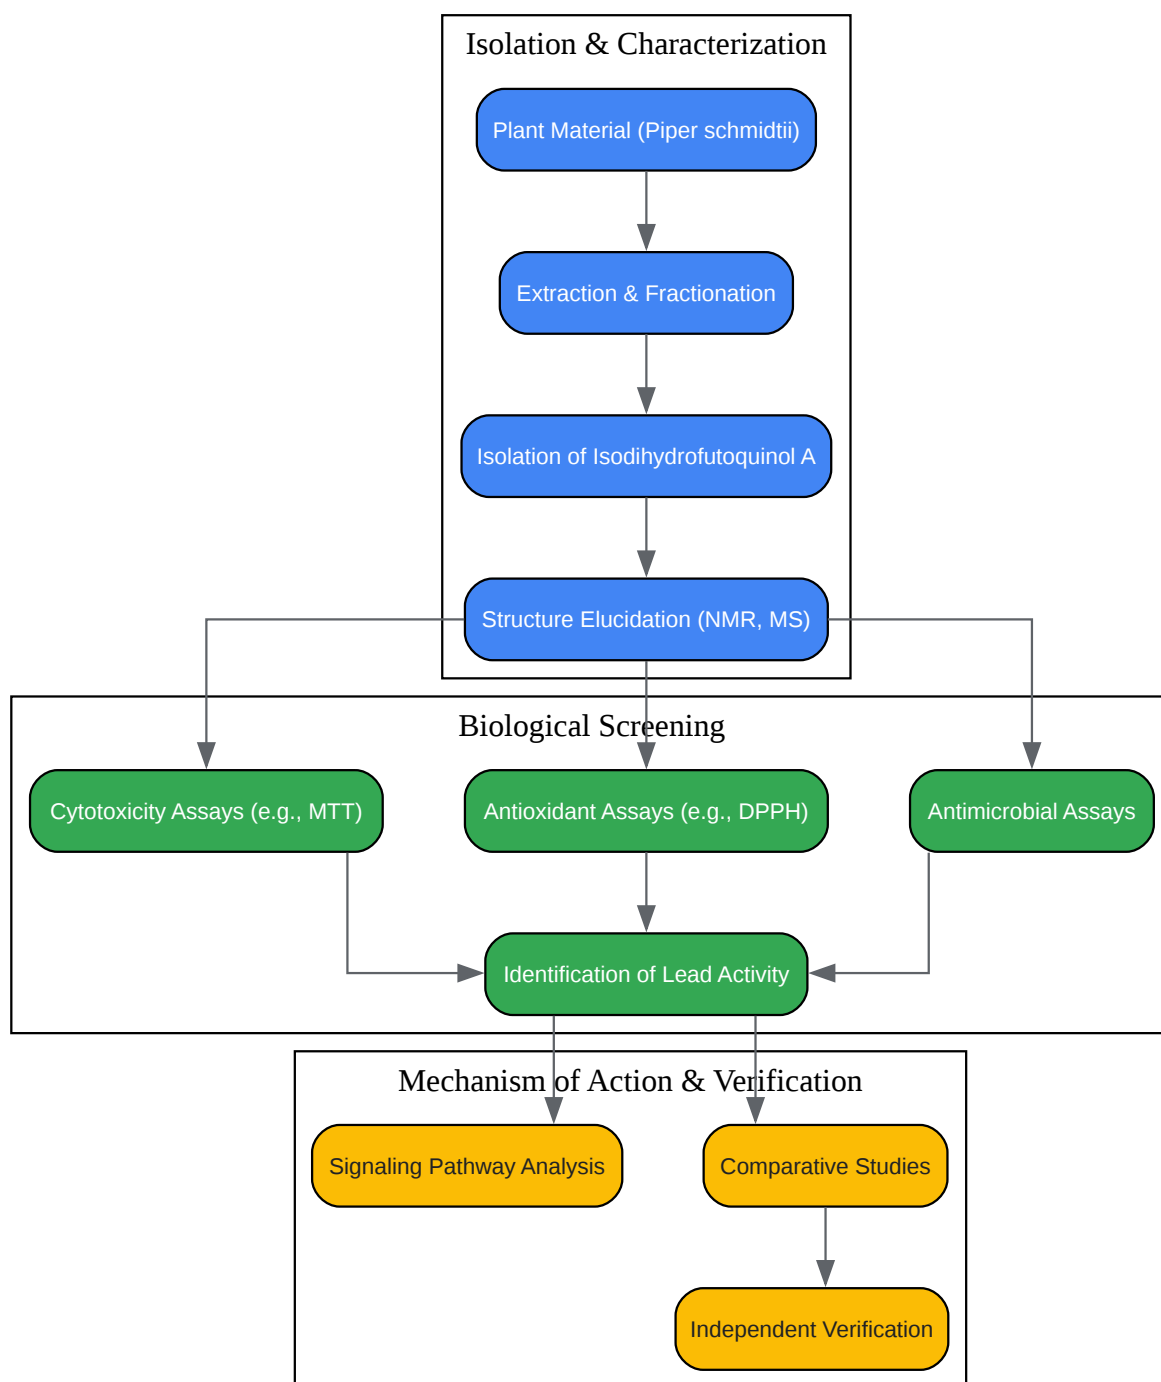 Isolation & Characterization
Plant Material (Piper schmidtii)
Extraction & Fractionation
Isolation of Isodihydrofutoquinol A
Structure Elucidation (NMR, MS)
Biological Screening
Cytotoxicity Assays (e.g., MTT)
Antioxidant Assays (e.g., DPPH)
Antimicrobial Assays
Identification of Lead Activity
Mechanism of Action & Verification
Signaling Pathway Analysis
Comparative Studies
Independent Verification